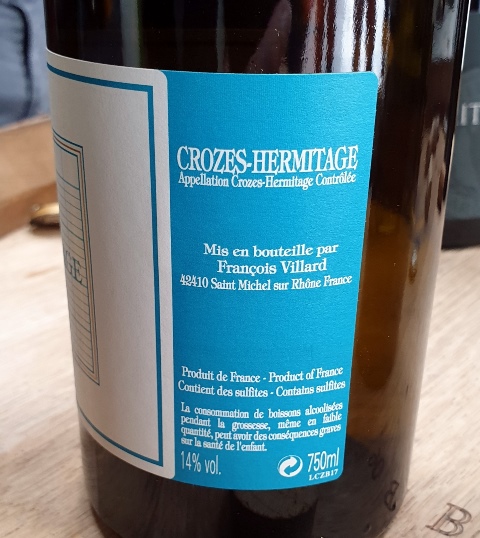 CROZES-HERMITAGE
Appellation Crozes-Hermitage Contrôlée
Mis en bouteille par
François Villard
42410 Saint Michel sur Rhône France
Produit de France - Product of France
Contient des sulfites - Contains sulfites
La consommation de boissons alcoolisées
pendant la grossesse, même en faible
quantité, peut avoir des conséquences graves
sur la santé de l'enfant.
14% vol.
750ml
LCZB17